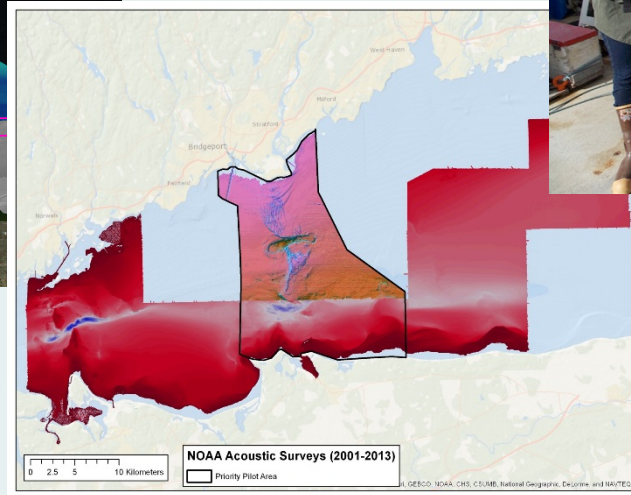 West Haven
Milford
Stratford
Bridgeport
Fairfield
Norwalk
NOAA Acoustic Surveys (2001-2013)
Priority Pilot Area
0 2.5 5 10 Kilometers
GEBCO, NOAA, CHS, CSUMB, National Geographic, DeLorme, and NAVTEQ